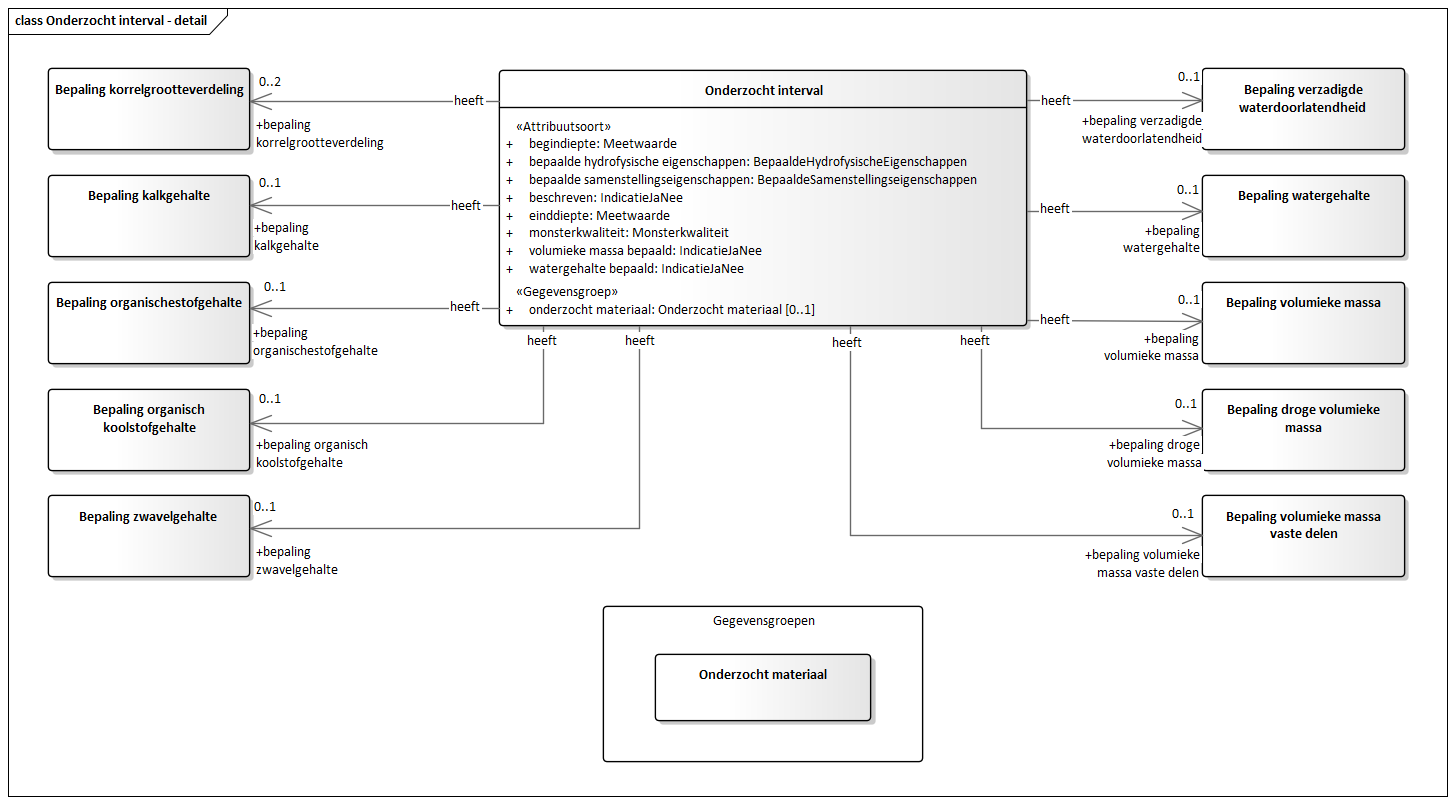 class Onderzocht interval - detail
Onderzocht interval
«Attribuutsoort»
+ begindiepte: Meetwaarde
+ bepaalde hydrofysische eigenschappen: BepaaldeHydrofysischeEigenschappen
+ bepaalde samenstellingseigenschappen: BepaaldeSamenstellingseigenschappen
+ beschreven: IndicatieJaNee
+ einddiepte: Meetwaarde
+ monsterkwaliteit: Monsterkwaliteit
+ volumieke massa bepaald: IndicatieJaNee
+ watergehalte bepaald: IndicatieJaNee
«Gegevensgroep»
+ onderzocht materiaal: Onderzocht materiaal [0..1]
Bepaling korrelgrootteverdeling
0..2
heeft
+bepaling
korrelgrootteverdeling
Bepaling kalkgehalte
0..1
heeft
+bepaling
kalkgehalte
Bepaling organischestofgehalte
0..1
heeft
+bepaling
organischestofgehalte
Bepaling organisch
koolstofgehalte
0..1
heeft
+bepaling organisch
koolstofgehalte
Bepaling zwavelgehalte
0..1
heeft
+bepaling
zwavelgehalte
Bepaling verzadigde
waterdoorlatendheid
0..1
heeft
+bepaling verzadigde
waterdoorlatendheid
Bepaling watergehalte
0..1
heeft
+bepaling
watergehalte
Bepaling volumieke massa
0..1
heeft
+bepaling
volumieke massa
Bepaling droge volumieke
massa
0..1
heeft
+bepaling droge
volumieke massa
Bepaling volumieke massa
vaste delen
0..1
heeft
+bepaling volumieke
massa vaste delen
Gegevensgroepen
Onderzocht materiaal